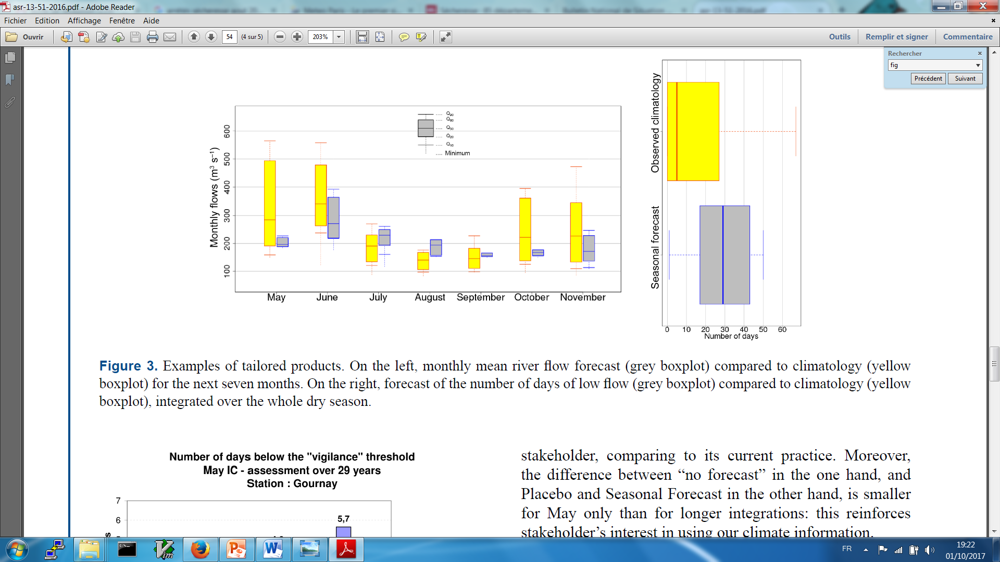 asr-13-51-2016.pdf - Adobe Reader
Fichier Edition Affichage Fenêtre Aide
Ouvrir 54 (4 sur 5) 203% Outils Remplir et signer Commentaire
Rechercher
fig
Précédent Suivant
Monthly flows (m³ s⁻¹)
600
500
400
300
200
100
Q90
Q80
Q50
Q20
Q10
Minimum
May June July August September October November
Observed climatology
Seasonal forecast
0 10 20 30 40 50 60
Number of days
Figure 3. Examples of tailored products. On the left, monthly mean river flow forecast (grey boxplot) compared to climatology (yellow
boxplot) for the next seven months. On the right, forecast of the number of days of low flow (grey boxplot) compared to climatology (yellow
boxplot), integrated over the whole dry season.
Number of days below the "vigilance" threshold
May IC - assessment over 29 years
Station : Gournay
7
6
5,7
stakeholder, comparing to its current practice. Moreover,
the difference between “no forecast” in the one hand, and
Placebo and Seasonal Forecast in the other hand, is smaller
for May only than for longer integrations: this reinforces
stakeholder’s interest in using our climate information.
FR
19:22
01/10/2017